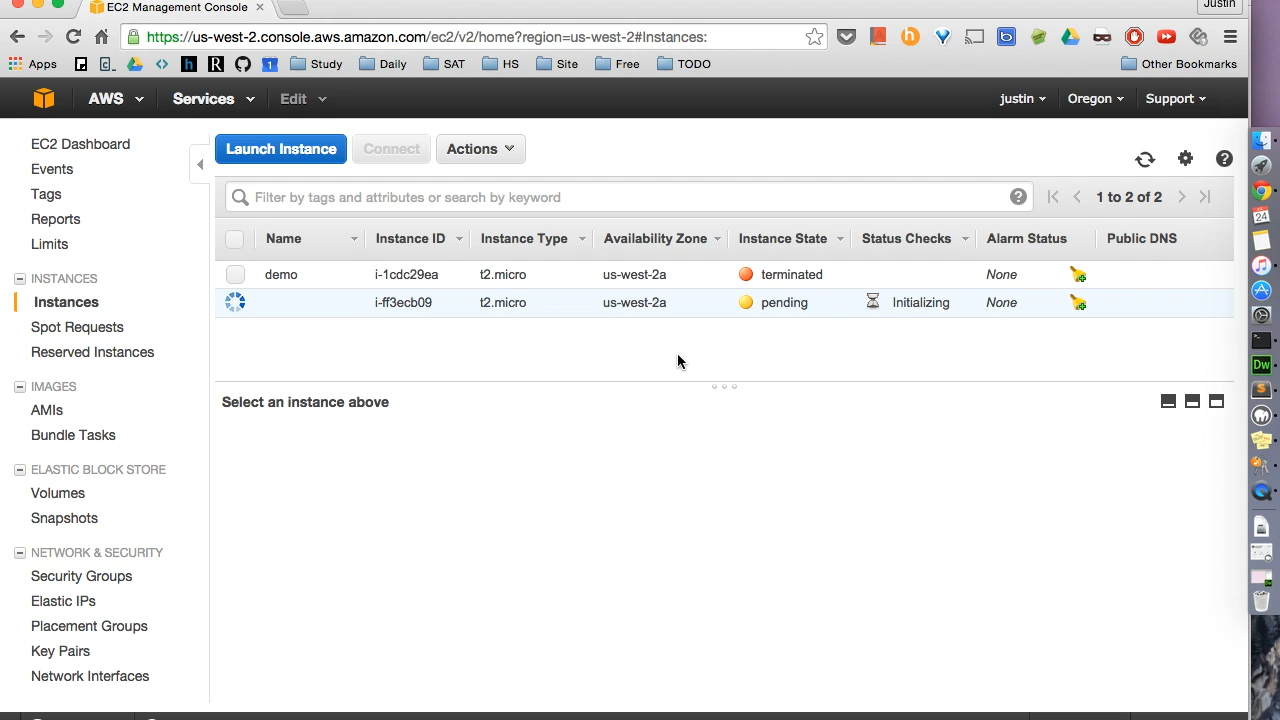 EC2 Management Console
Justin
https://us-west-2.console.aws.amazon.com/ec2/v2/home?region=us-west-2#Instances:
Apps Study Daily SAT HS Site Free TODO Other Bookmarks
AWS Services Edit justin Oregon Support
EC2 Dashboard
Events
Tags
Reports
Limits
INSTANCES
Instances
Spot Requests
Reserved Instances
IMAGES
AMIs
Bundle Tasks
ELASTIC BLOCK STORE
Volumes
Snapshots
NETWORK & SECURITY
Security Groups
Elastic IPs
Placement Groups
Key Pairs
Network Interfaces
Launch Instance Connect Actions
Filter by tags and attributes or search by keyword 1 to 2 of 2
Name Instance ID Instance Type Availability Zone Instance State Status Checks Alarm Status Public DNS
demo i-1cdc29ea t2.micro us-west-2a terminated None
i-ff3ecb09 t2.micro us-west-2a pending Initializing None
Select an instance above
24
Dw